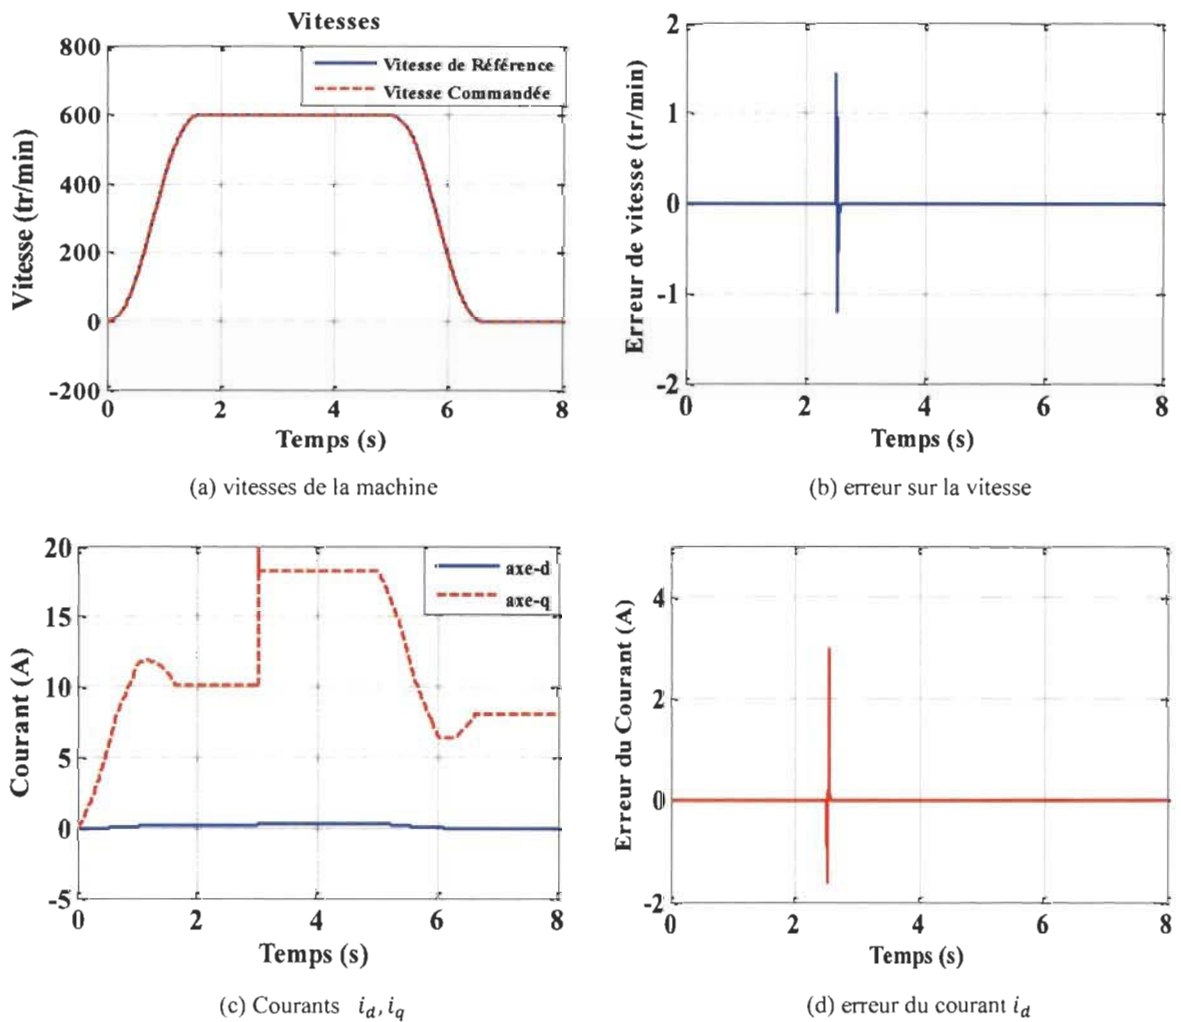 Vitesses
800
600
400
200
0
-200
Vitesse (tr/min)
Vitesse de Référence
Vitesse Commandée
0 2 4 6 8
Temps (s)
(a) vitesses de la machine
2
1
0
-1
-2
Erreur de vitesse (tr/min)
0 2 4 6 8
Temps (s)
(b) erreur sur la vitesse
20
15
10
5
0
-5
Courant (A)
axe-d
axe-q
0 2 4 6 8
Temps (s)
(c) Courants i_d, i_q
4
2
0
-2
Erreur du Courant (A)
0 2 4 6 8
Temps (s)
(d) erreur du courant i_d